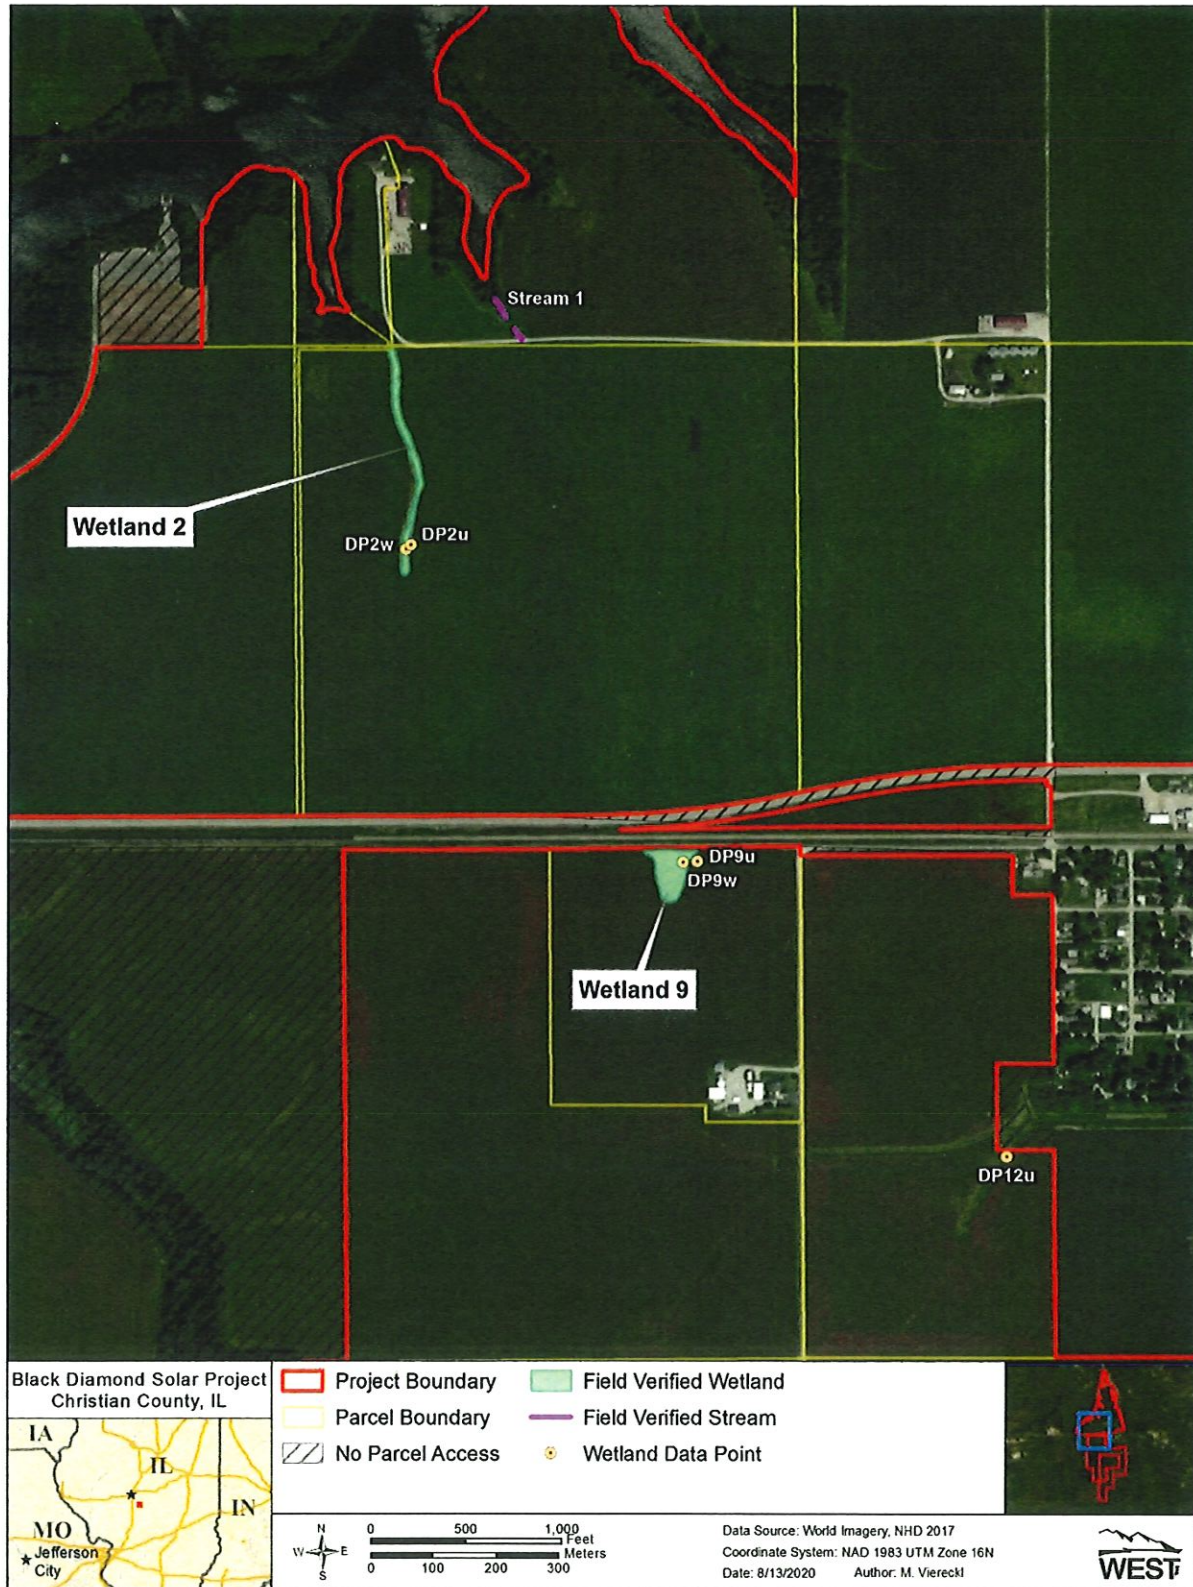 Stream 1
Wetland 2
DP2w
DP2u
DP9u
DP9w
Wetland 9
DP12u
Black Diamond Solar Project
Christian County, IL
IA
IL
IN
MO
Jefferson
City
Project Boundary
Parcel Boundary
No Parcel Access
Field Verified Wetland
Field Verified Stream
Wetland Data Point
N
W E
S
0 500 1,000
Feet
Meters
0 100 200 300
Data Source: World Imagery, NHD 2017
Coordinate System: NAD 1983 UTM Zone 16N
Date: 8/13/2020 Author: M. Viereckl
WEST